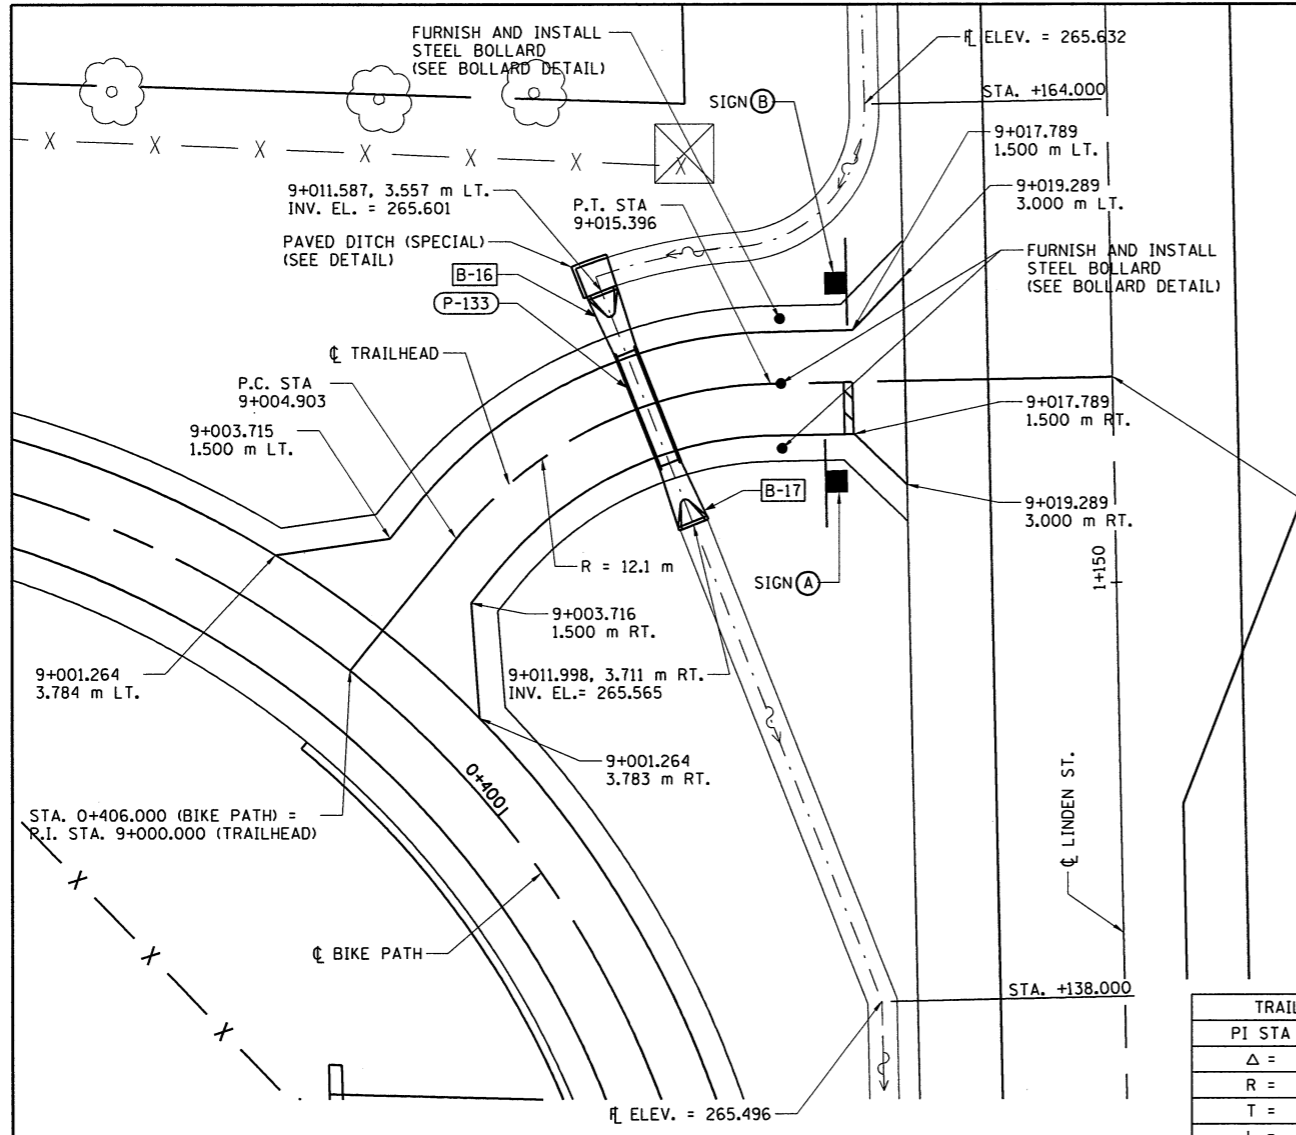 FURNISH AND INSTALL
STEEL BOLLARD
(SEE BOLLARD DETAIL)
FL ELEV. = 265.632
STA. +164.000
SIGN B
9+017.789
1.500 m LT.
9+011.587, 3.557 m LT.
INV. EL. = 265.601
P.T. STA
9+015.396
9+019.289
3.000 m LT.
PAVED DITCH (SPECIAL)
(SEE DETAIL)
FURNISH AND INSTALL
STEEL BOLLARD
(SEE BOLLARD DETAIL)
B-16
P-133
℄ TRAILHEAD
P.C. STA
9+004.903
9+003.715
1.500 m LT.
9+017.789
1.500 m RT.
B-17
9+019.289
3.000 m RT.
R = 12.1 m
SIGN A
1+150
9+003.716
1.500 m RT.
9+001.264
3.784 m LT.
9+011.998, 3.711 m RT.
INV. EL.= 265.565
9+001.264
3.783 m RT.
0+400
STA. 0+406.000 (BIKE PATH) =
P.I. STA. 9+000.000 (TRAILHEAD)
℄ LINDEN ST.
℄ BIKE PATH
STA. +138.000
FL ELEV. = 265.496
TRAIL
PI STA
Δ =
R =
T =